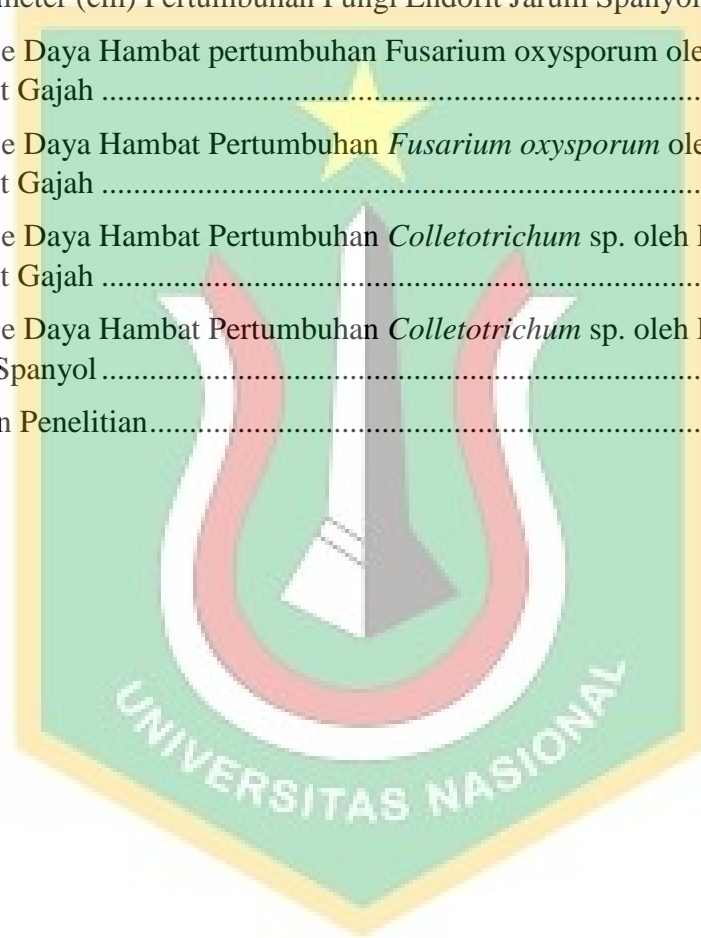 meter (cm) Pertumbuhan Fungi Endofit Jarum Spanyol
e Daya Hambat pertumbuhan Fusarium oxysporum ole
t Gajah ........................................................
e Daya Hambat Pertumbuhan Fusarium oxysporum ole
t Gajah ........................................................
e Daya Hambat Pertumbuhan Colletotrichum sp. oleh
t Gajah ........................................................
e Daya Hambat Pertumbuhan Colletotrichum sp. oleh
Spanyol ........................................................
n Penelitian........................................................
UNIVERSITAS NASIONAL